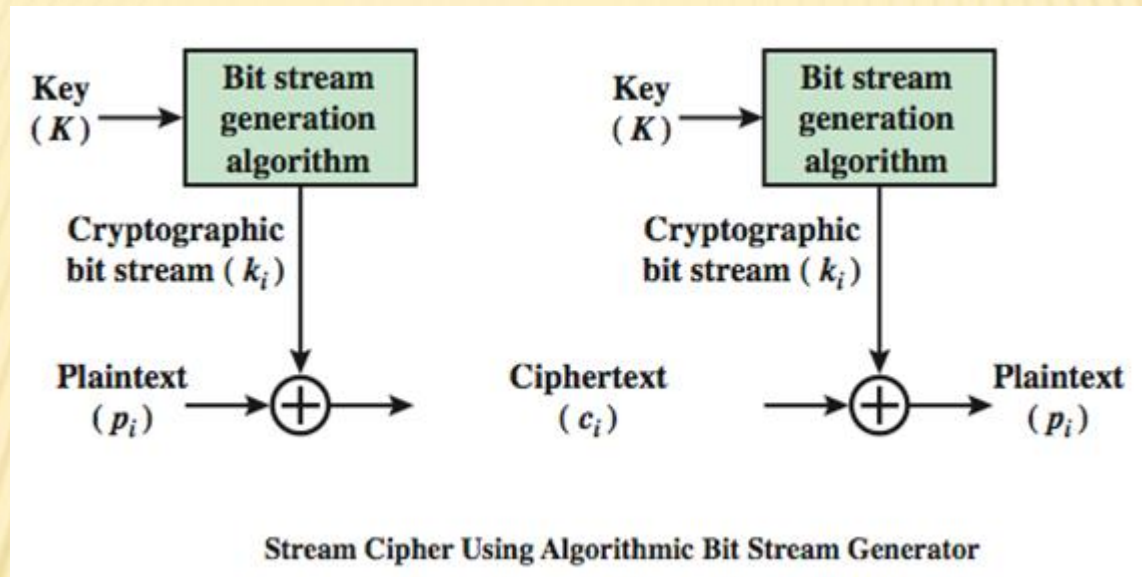 Key
( K )
Bit stream
generation
algorithm
Cryptographic
bit stream ( kᵢ )
Plaintext
( pᵢ )
Ciphertext
( cᵢ )
Key
( K )
Bit stream
generation
algorithm
Cryptographic
bit stream ( kᵢ )
Plaintext
( pᵢ )
Stream Cipher Using Algorithmic Bit Stream Generator